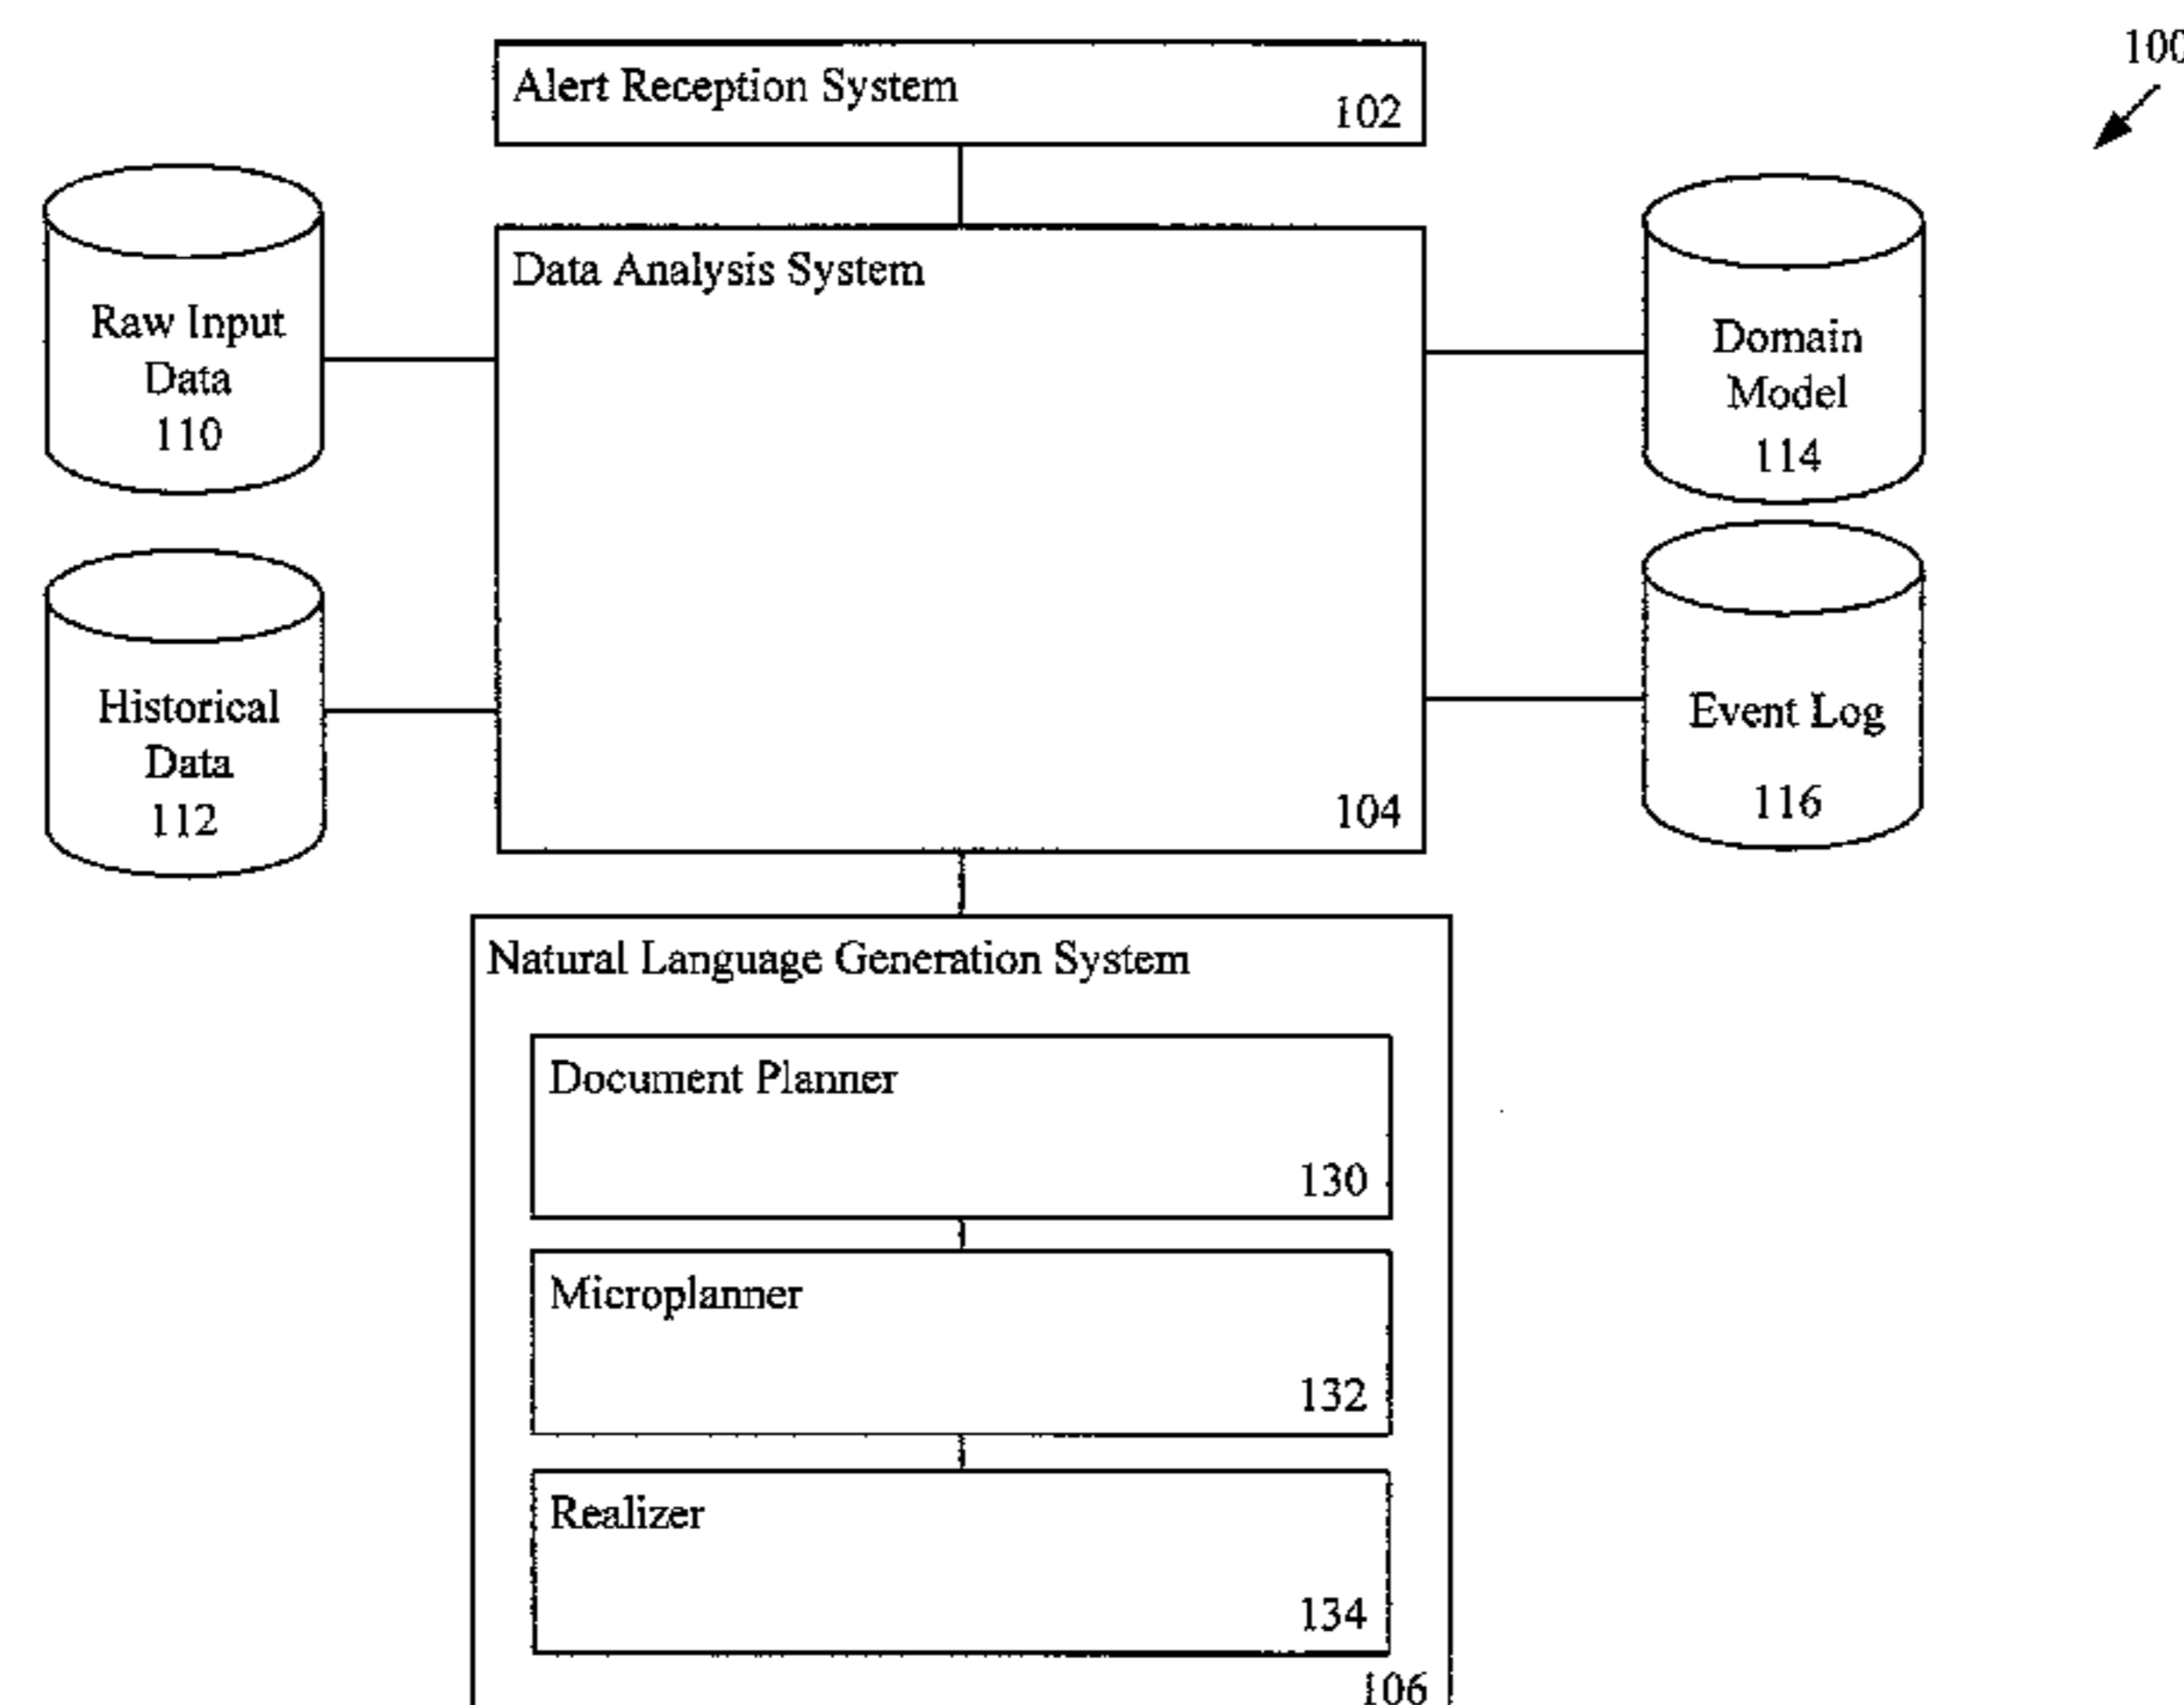 100
Alert Reception System
102
Raw Input
Data
110
Data Analysis System
104
Domain
Model
114
Historical
Data
112
Event Log
116
Natural Language Generation System
Document Planner
130
Microplanner
132
Realizer
134
106